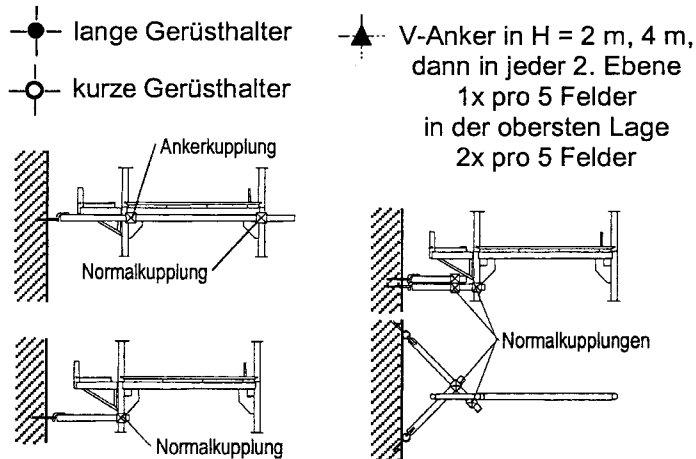 lange Gerüsthalter
kurze Gerüsthalter
V-Anker in H = 2 m, 4 m,
dann in jeder 2. Ebene
1x pro 5 Felder
in der obersten Lage
2x pro 5 Felder
Ankerkupplung
Normalkupplung
Normalkupplung
Normalkupplungen